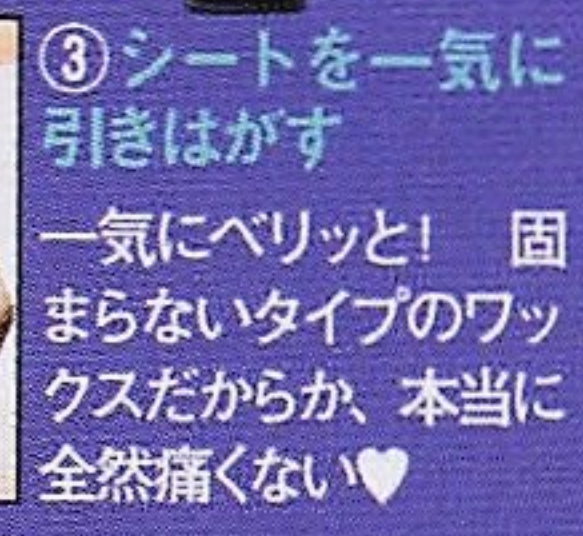 ③シートを一気に
引きはがす
一気にベリッと!　固
まらないタイプのワッ
クスだからか、本当に
全然痛くない♥